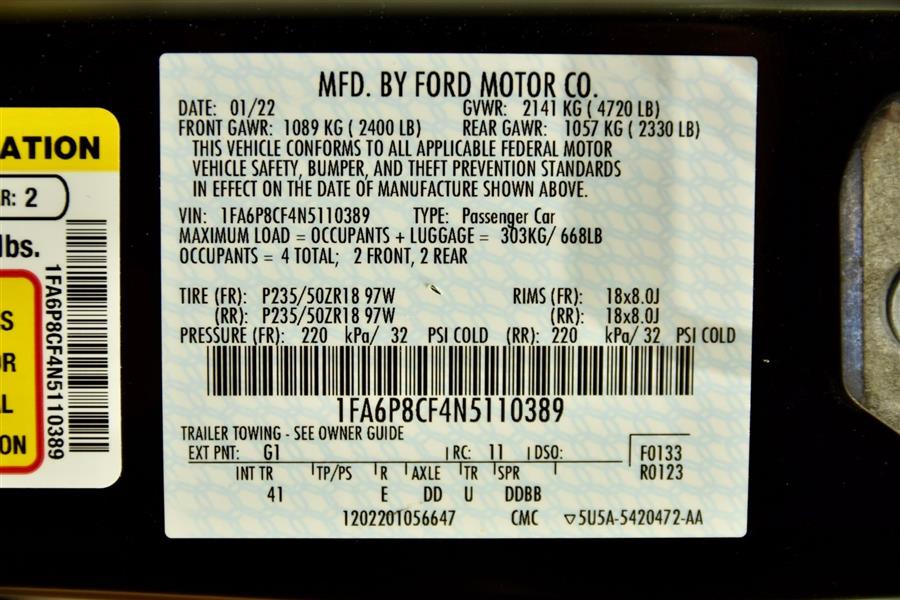 MFD. BY FORD MOTOR CO.
DATE: 01/22 GVWR: 2141 KG ( 4720 LB)
FRONT GAWR: 1089 KG ( 2400 LB) REAR GAWR: 1057 KG ( 2330 LB)
THIS VEHICLE CONFORMS TO ALL APPLICABLE FEDERAL MOTOR
VEHICLE SAFETY, BUMPER, AND THEFT PREVENTION STANDARDS
IN EFFECT ON THE DATE OF MANUFACTURE SHOWN ABOVE.
VIN: 1FA6P8CF4N5110389 TYPE: Passenger Car
MAXIMUM LOAD = OCCUPANTS + LUGGAGE = 303KG/ 668LB
OCCUPANTS = 4 TOTAL; 2 FRONT, 2 REAR
TIRE (FR): P235/50ZR18 97W RIMS (FR): 18x8.0J
(RR): P235/50ZR18 97W (RR): 18x8.0J
PRESSURE (FR): 220 kPa/ 32 PSI COLD (RR): 220 kPa/ 32 PSI COLD
1FA6P8CF4N5110389
TRAILER TOWING - SEE OWNER GUIDE
EXT PNT: G1 RC: 11 DSO: F0133
INT TR TP/PS R AXLE TR SPR R0123
41 E DD U DDBB
1202201056647 CMC ▽5U5A-5420472-AA
ATION
R: 2
lbs.
1FA6P8CF4N5110389
S
OR
L
ON